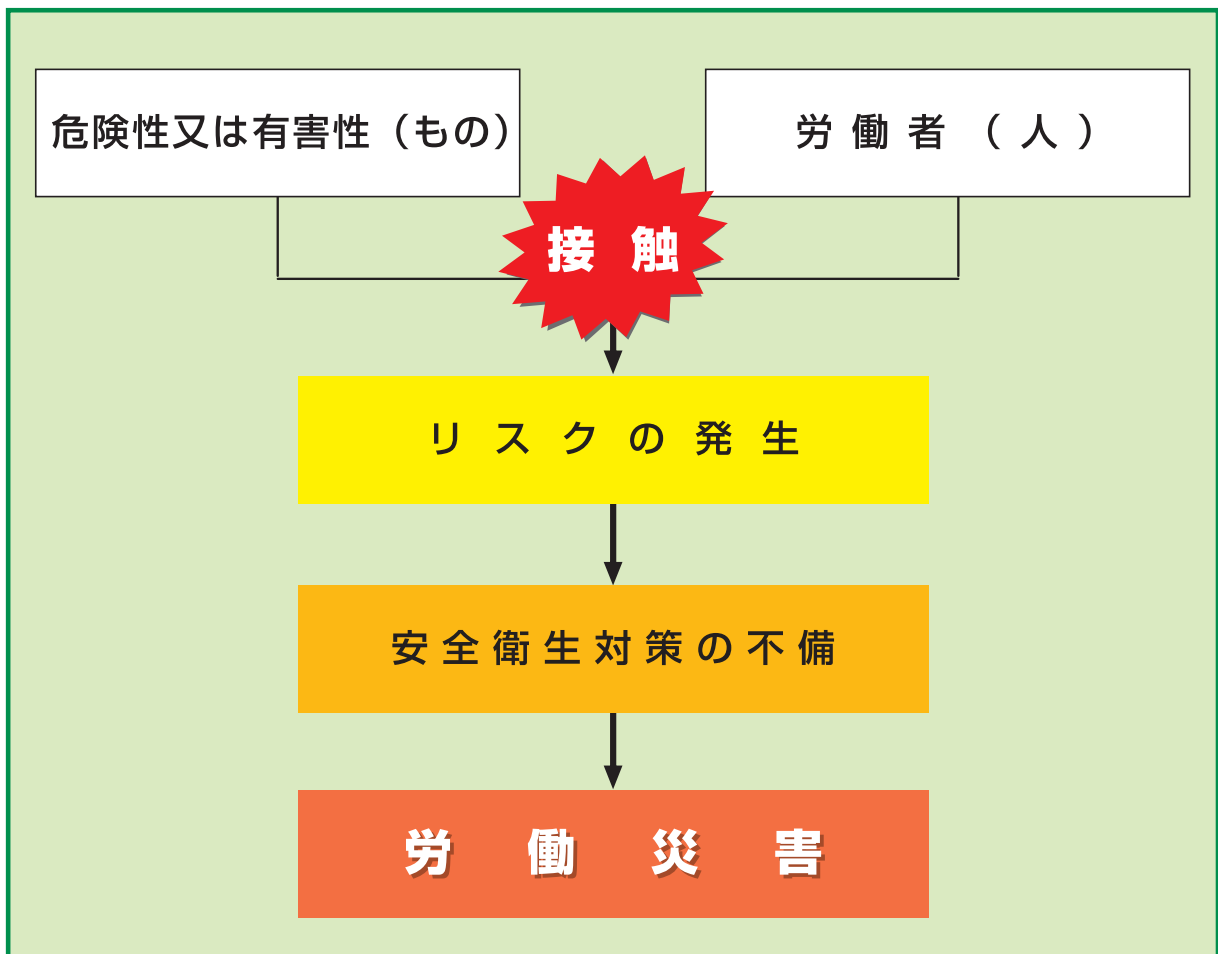 危険性又は有害性（もの）
労働者（人）
接触
リスクの発生
安全衛生対策の不備
労働災害